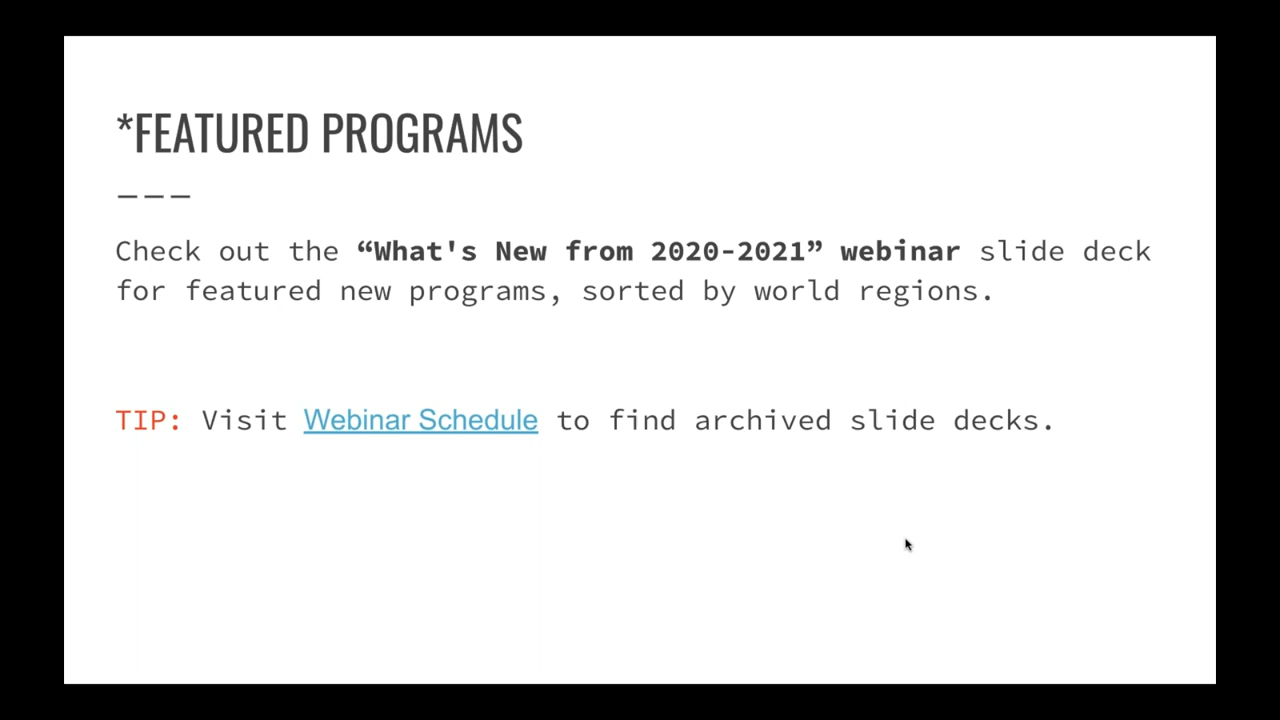 *FEATURED PROGRAMS
———
Check out the “What's New from 2020-2021” webinar slide deck
for featured new programs, sorted by world regions.
TIP: Visit Webinar Schedule to find archived slide decks.